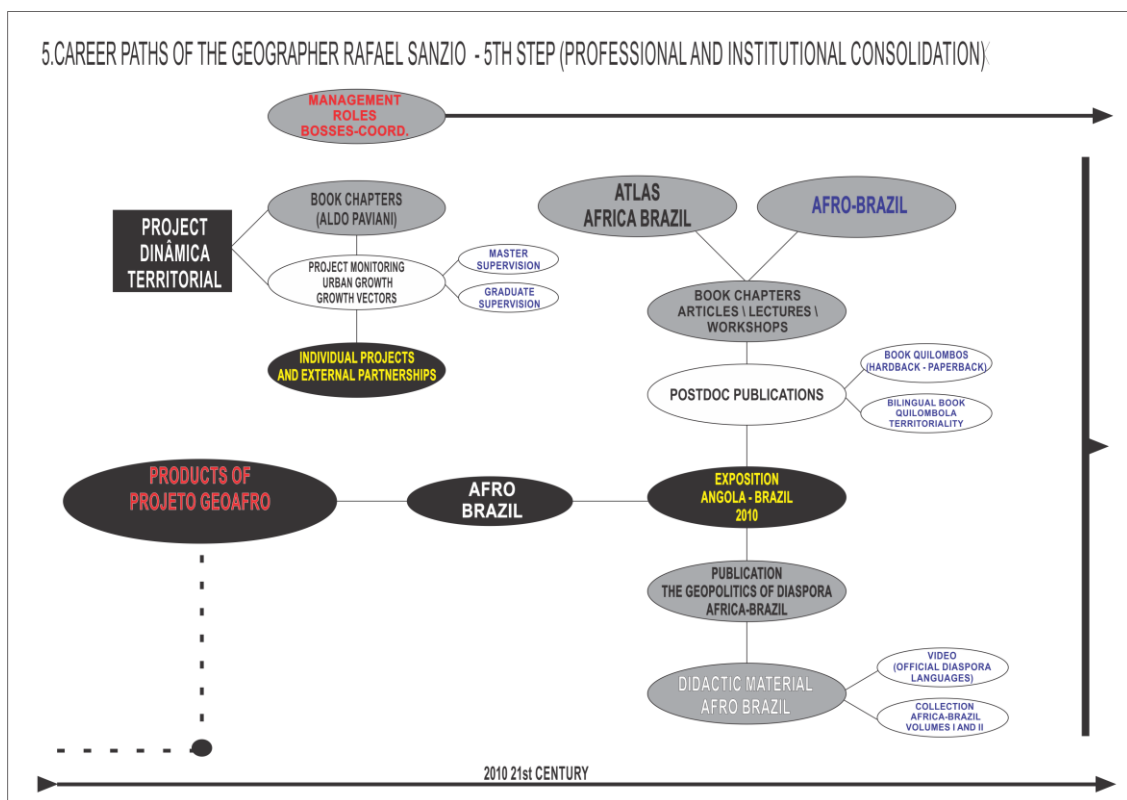 5.CAREER PATHS OF THE GEOGRAPHER RAFAEL SANZIO - 5TH STEP (PROFESSIONAL AND INSTITUTIONAL CONSOLIDATION)
MANAGEMENT
ROLES
BOSSES-COORD.
PROJECT
DINÂMICA
TERRITORIAL
BOOK CHAPTERS
(ALDO PAVIANI)
PROJECT MONITORING
URBAN GROWTH
GROWTH VECTORS
MASTER
SUPERVISION
GRADUATE
SUPERVISION
INDIVIDUAL PROJECTS
AND EXTERNAL PARTNERSHIPS
ATLAS
AFRICA BRAZIL
AFRO-BRAZIL
BOOK CHAPTERS
ARTICLES \ LECTURES \
WORKSHOPS
POSTDOC PUBLICATIONS
BOOK QUILOMBOS
(HARDBACK - PAPERBACK)
BILINGUAL BOOK
QUILOMBOLA
TERRITORIALITY
PRODUCTS OF
PROJETO GEOAFRO
AFRO
BRAZIL
EXPOSITION
ANGOLA - BRAZIL
2010
PUBLICATION
THE GEOPOLITICS OF DIASPORA
AFRICA-BRAZIL
DIDACTIC MATERIAL
AFRO BRAZIL
VIDEO
(OFFICIAL DIASPORA
LANGUAGES)
COLLECTION
AFRICA-BRAZIL
VOLUMES I AND II
2010 21st CENTURY